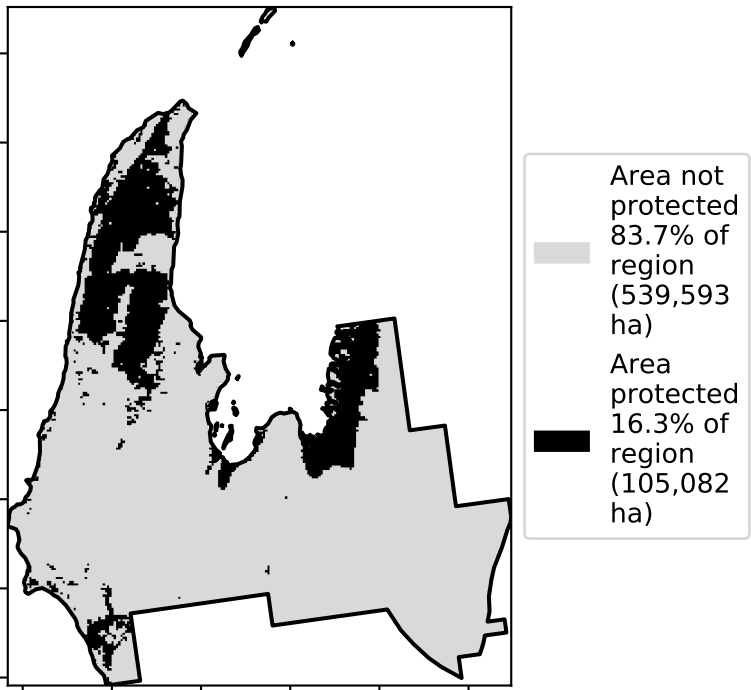 Area not
protected
83.7% of
region
(539,593
ha)
Area
protected
16.3% of
region
(105,082
ha)